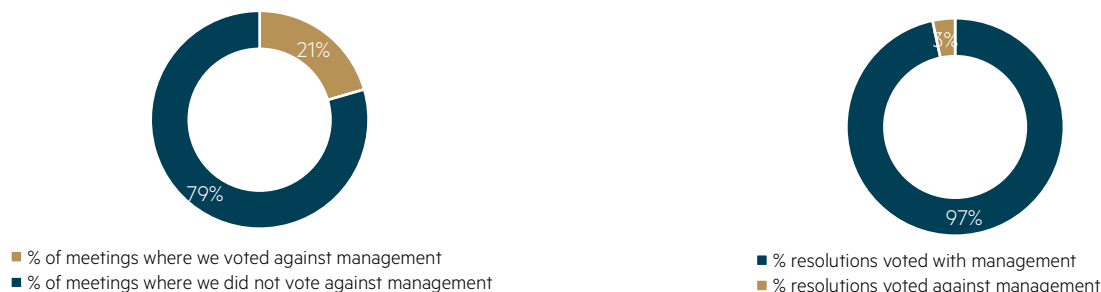 21%
79%
% of meetings where we voted against management
% of meetings where we did not vote against management
3%
97%
% resolutions voted with management
% resolutions voted against management